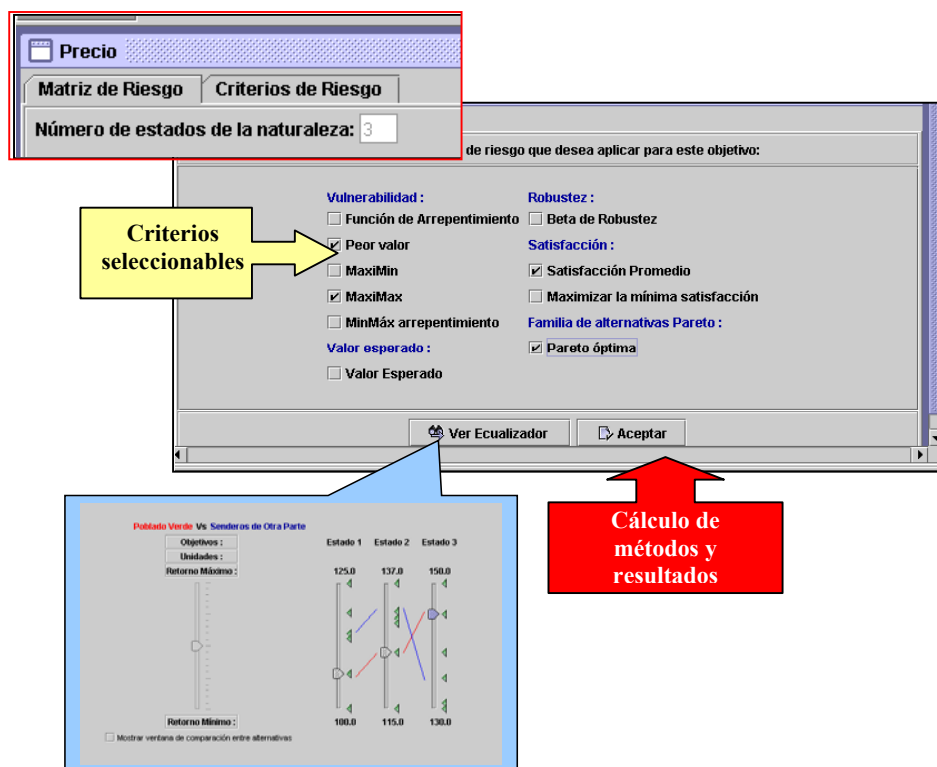 Precio
Matriz de Riesgo Criterios de Riesgo
Número de estados de la naturaleza: 3
de riesgo que desea aplicar para este objetivo:
Vulnerabilidad : Robustez :
Función de Arrepentimiento Beta de Robustez
Peor valor Satisfacción :
MaxiMin Satisfacción Promedio
MaxiMax Maximizar la mínima satisfacción
MinMáx arrepentimiento Familia de alternativas Pareto :
Valor esperado : Pareto óptima
Valor Esperado
Criterios
seleccionables
Ver Ecualizador Aceptar
Cálculo de
métodos y
resultados
Poblado Verde Vs Senderos de Otra Parte
Objetivos : Estado 1 Estado 2 Estado 3
Unidades :
Retorno Máximo : 125.0 137.0 150.0
Retorno Mínimo : 100.0 115.0 130.0
Mostrar ventana de comparación entre alternativas